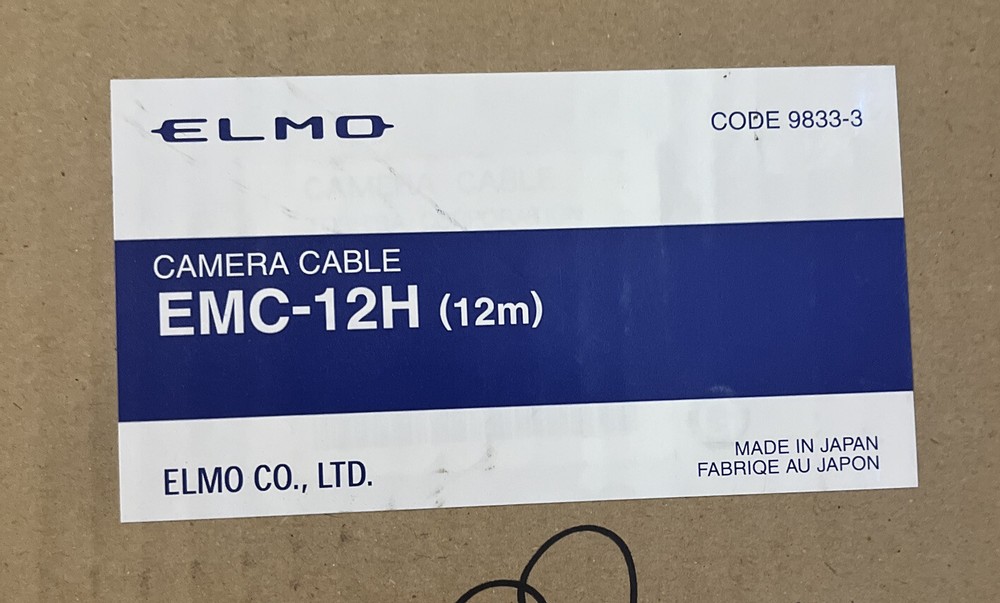 ELMO
CODE 9833-3
CAMERA CABLE
EMC-12H (12m)
ELMO CO., LTD.
MADE IN JAPAN
FABRIQE AU JAPON